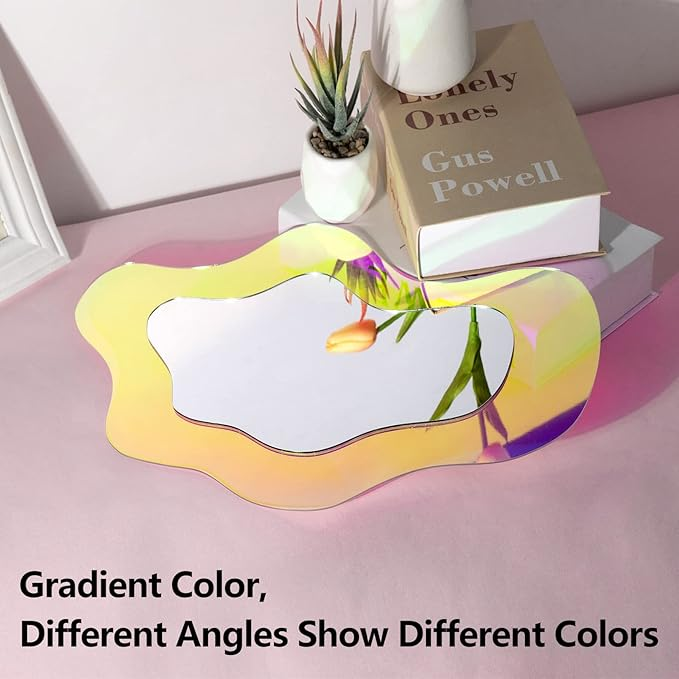 Lonely
Ones
Gus
Powell
Gradient Color,
Different Angles Show Different Colors